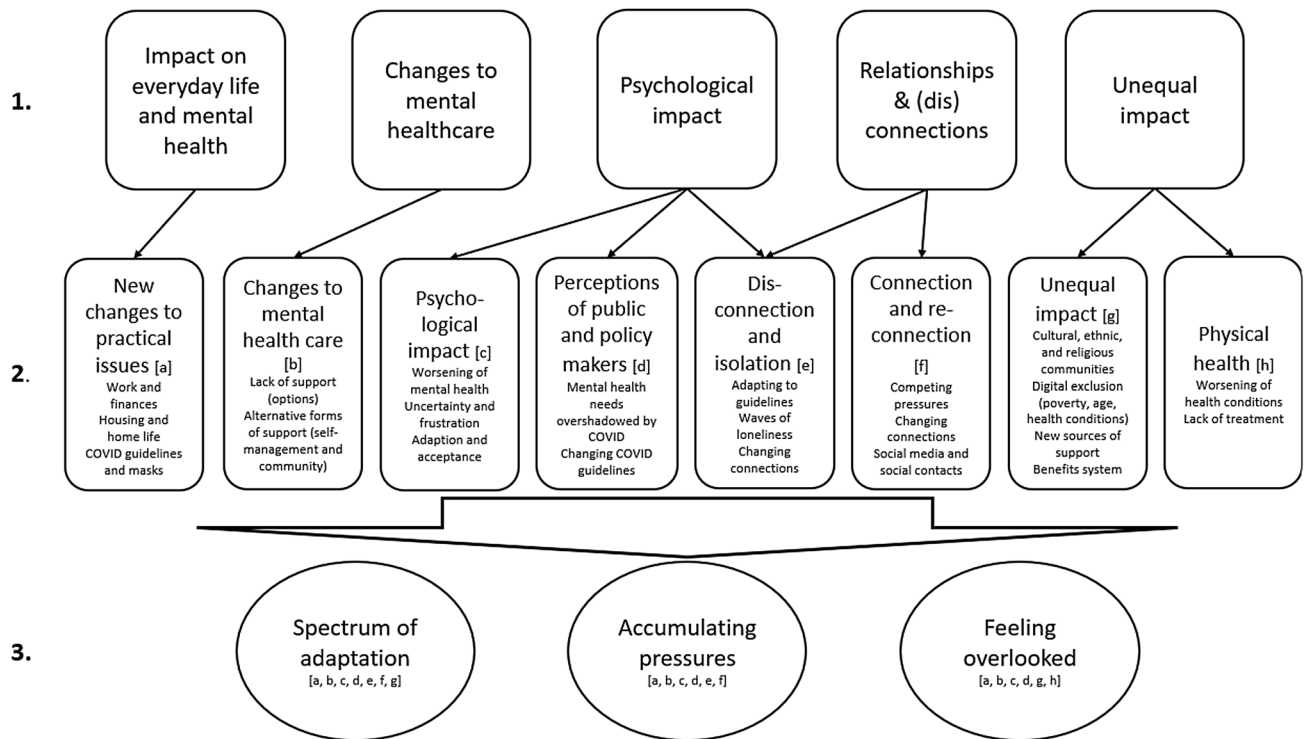 1.
Impact on
everyday life
and mental
health
Changes to
mental
healthcare
Psychological
impact
Relationships
& (dis)
connections
Unequal
impact
2.
New
changes to
practical
issues [a]
Work and
finances
Housing and
home life
COVID guidelines
and masks
Changes to
mental
health care
[b]
Lack of support
(options)
Alternative forms
of support (self-
management and
community)
Psycho-
logical
impact [c]
Worsening of
mental health
Uncertainty and
frustration
Adaption and
acceptance
Perceptions
of public
and policy
makers [d]
Mental health
needs
overshadowed by
COVID
Changing COVID
guidelines
Dis-
connection
and
isolation [e]
Adapting to
guidelines
Waves of
loneliness
Changing
connections
Connection
and re-
connection
[f]
Competing
pressures
Changing
connections
Social media and
social contacts
Unequal
impact [g]
Cultural, ethnic,
and religious
communities
Digital exclusion
(poverty, age,
health conditions)
New sources of
support
Benefits system
Physical
health [h]
Worsening of
health conditions
Lack of treatment
3.
Spectrum of
adaptation
[a, b, c, d, e, f, g]
Accumulating
pressures
[a, b, c, d, e, f]
Feeling
overlooked
[a, b, c, d, g, h]